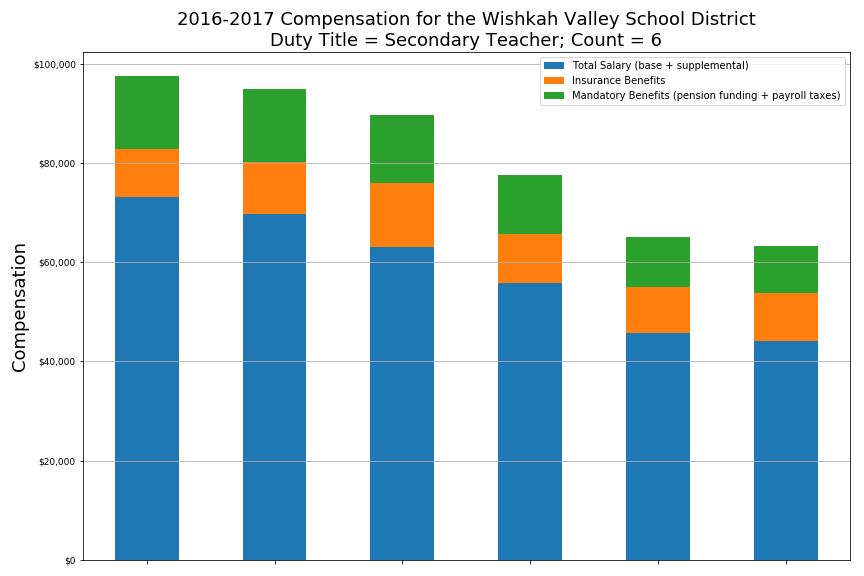 2016-2017 Compensation for the Wishkah Valley School District
Duty Title = Secondary Teacher; Count = 6
Total Salary (base + supplemental)
Insurance Benefits
Mandatory Benefits (pension funding + payroll taxes)
Compensation
$100,000
$80,000
$60,000
$40,000
$20,000
$0